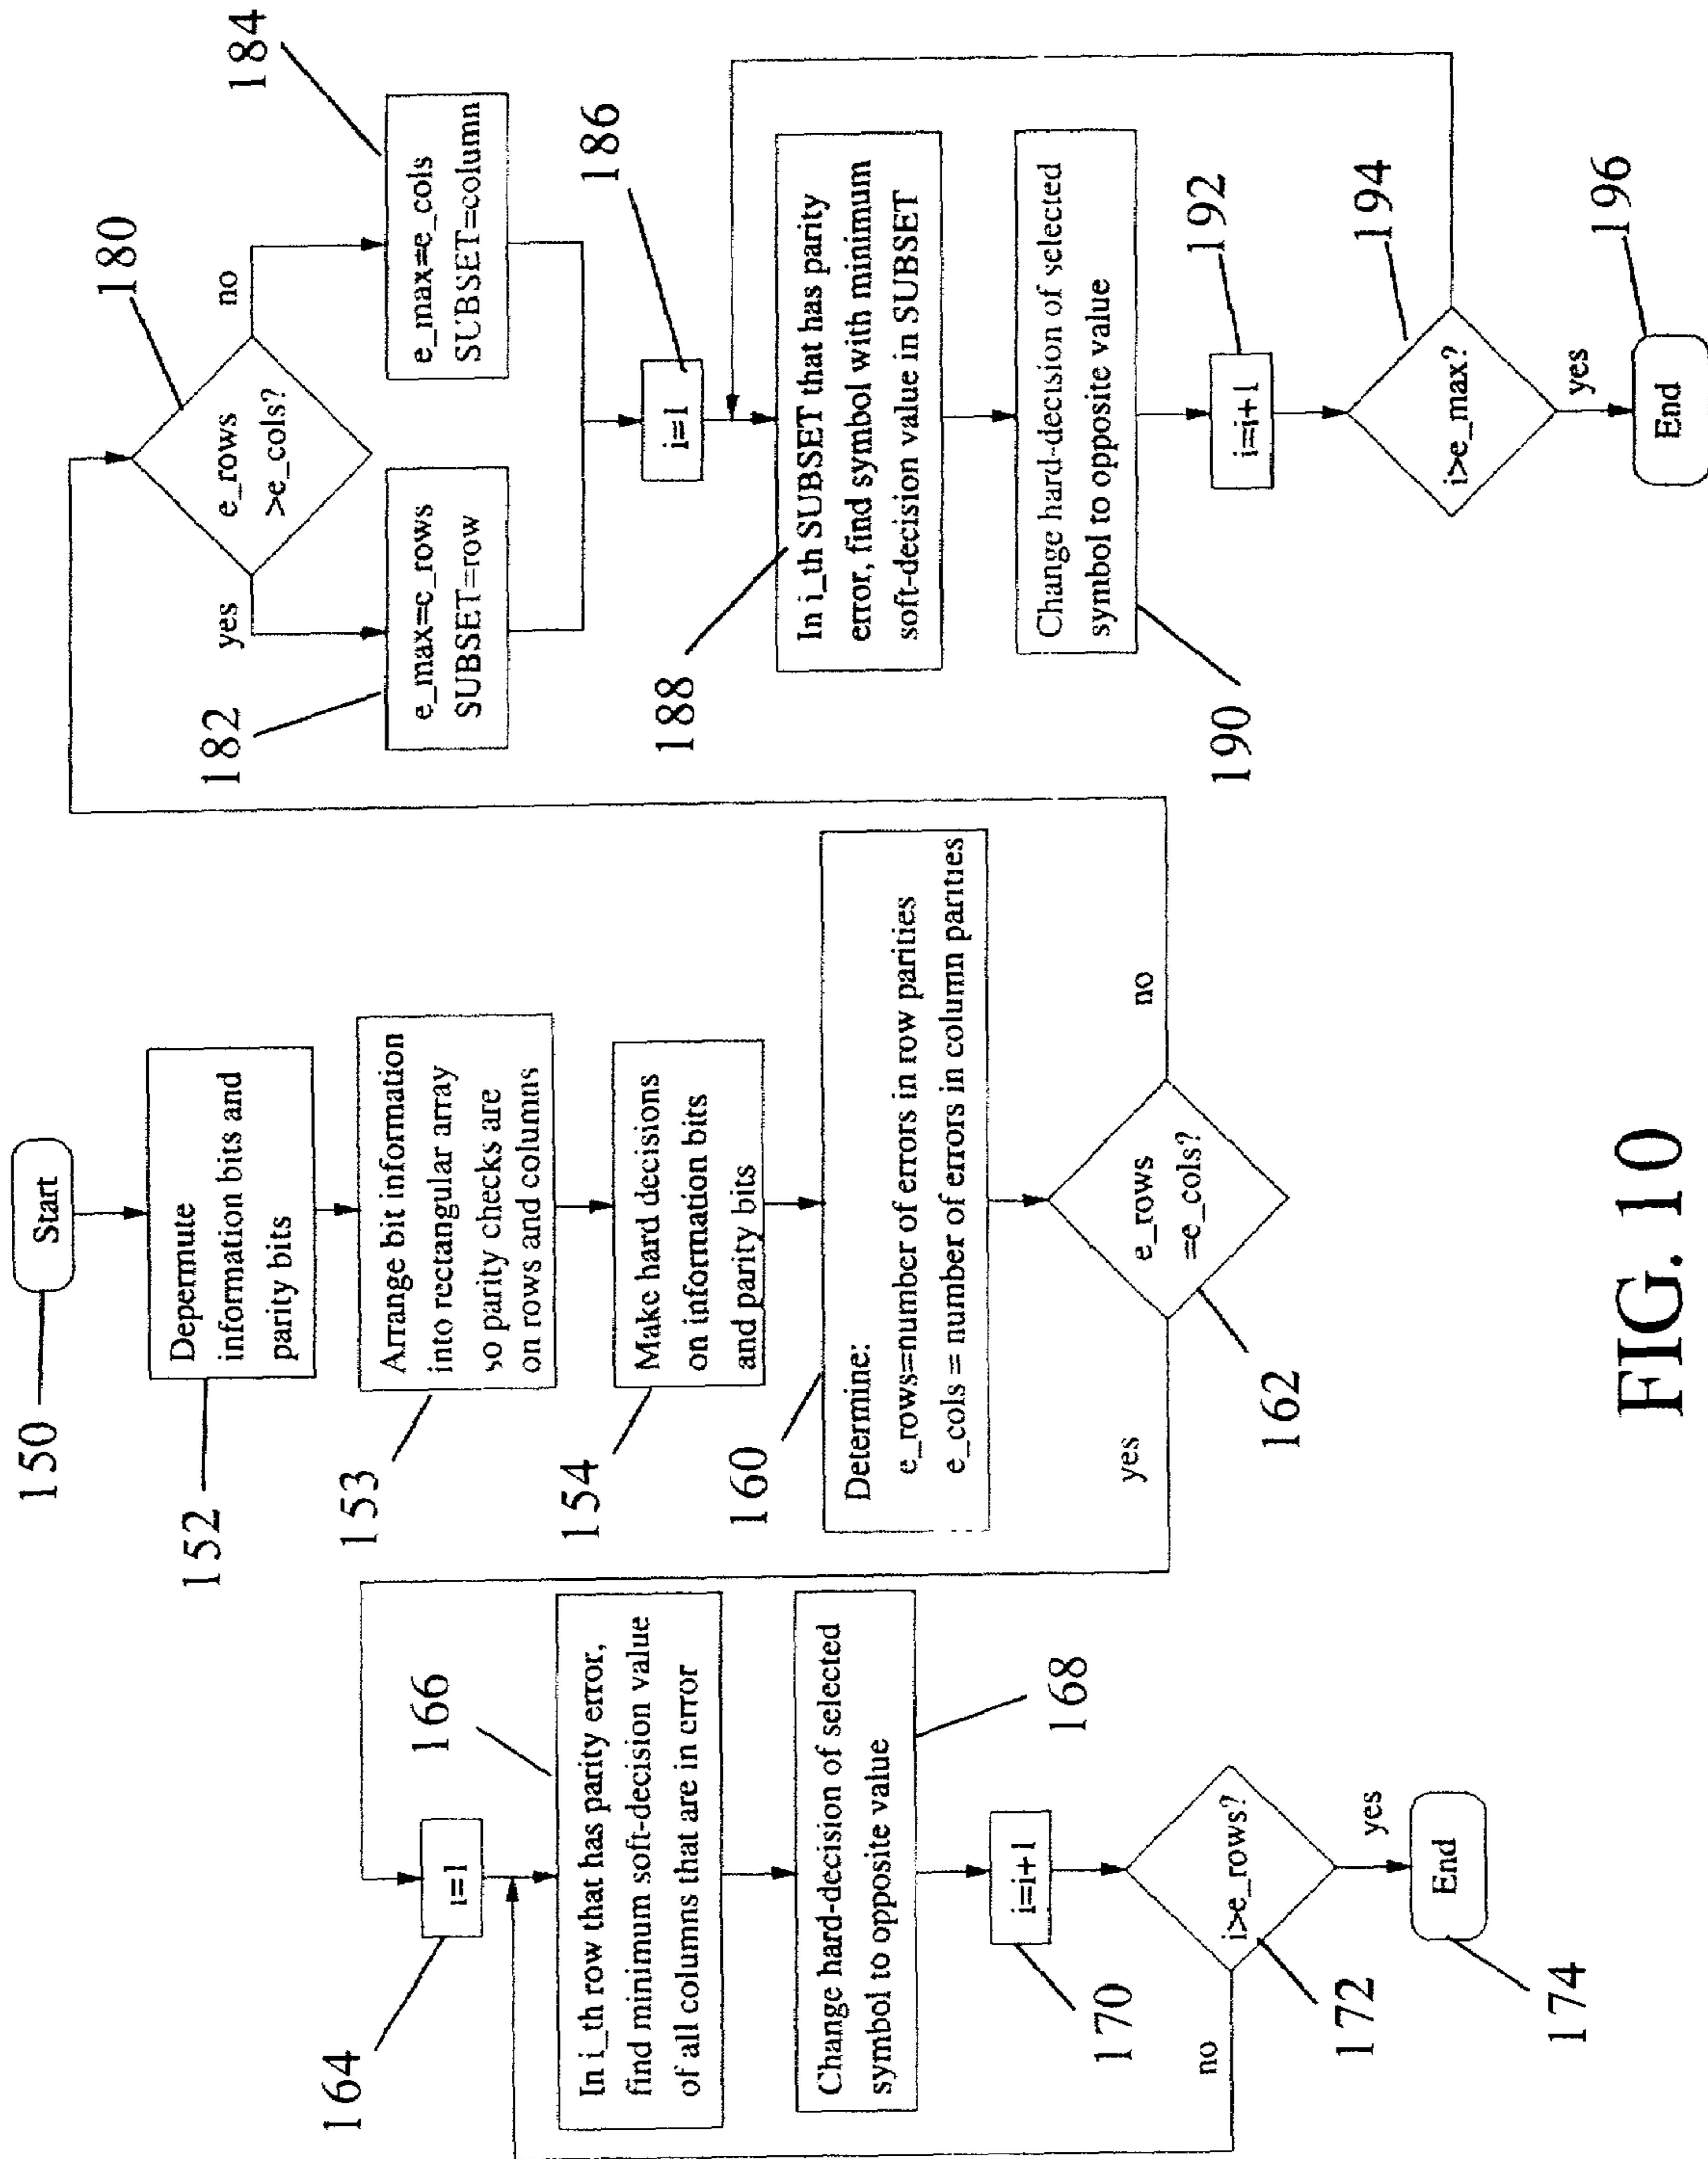 150
Start
152
Depermute
information bits and
parity bits
153
Arrange bit information
into rectangular array
so parity checks are
on rows and columns
154
Make hard decisions
on information bits
and parity bits
160
Determine:
e_rows=number of errors in row parities
e_cols = number of errors in column parities
e_rows
=e_cols?
162
yes
no
164
i=1
166
In i_th row that has parity error,
find minimum soft-decision value
of all columns that are in error
Change hard-decision of selected
symbol to opposite value
168
i=i+1
170
i>e_rows?
172
no
yes
End
174
180
e_rows
>e_cols?
yes
no
182
e_max=c_rows
SUBSET=row
184
e_max=e_cols
SUBSET=column
i=1
186
188
In i_th SUBSET that has parity
error, find symbol with minimum
soft-decision value in SUBSET
Change hard-decision of selected
symbol to opposite value
190
i=i+1
192
i>e_max?
194
yes
End
196
FIG. 10